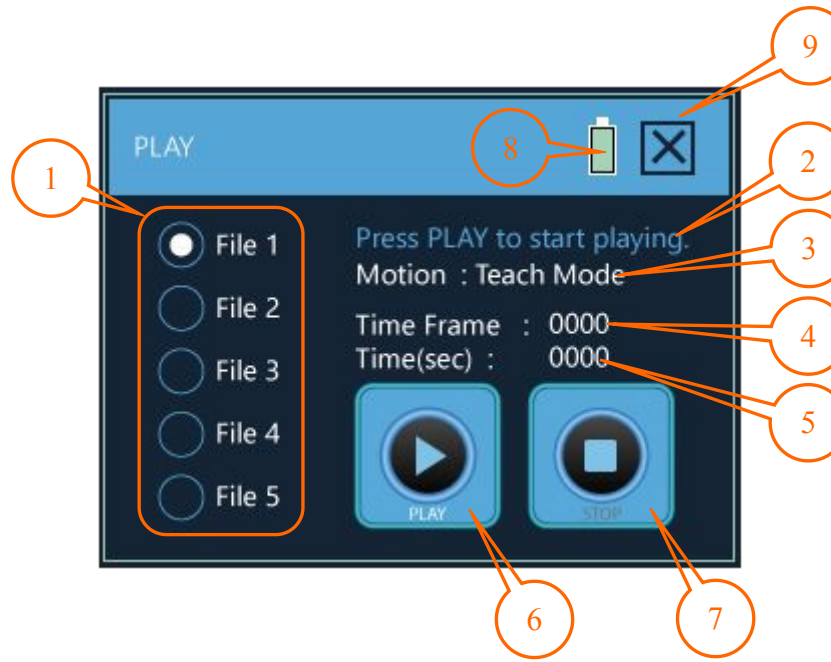 9
PLAY
8
2
1
File 1
Press PLAY to start playing.
3
Motion : Teach Mode
File 2
Time Frame : 0000
4
Time(sec) : 0000
File 3
5
File 4
File 5
PLAY
STOP
6
7